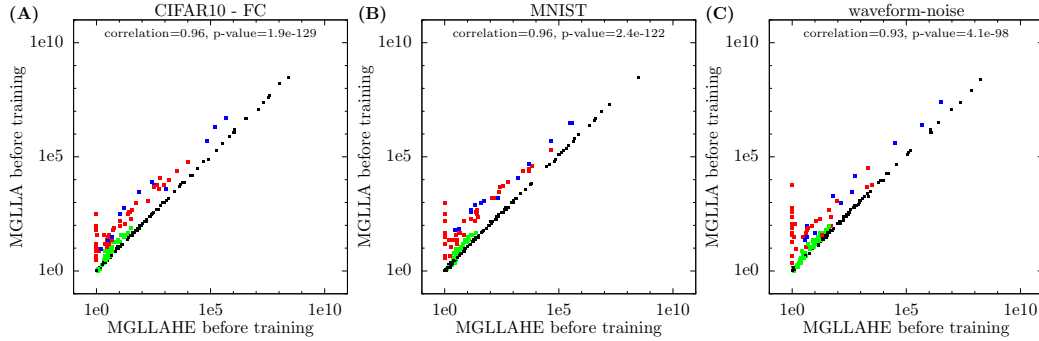 (A) CIFAR10 - FC
correlation=0.96, p-value=1.9e-129
1e10
1e5
1e0
MGLLA before training
1e0 1e5 1e10
MGLLAHE before training
(B) MNIST
correlation=0.96, p-value=2.4e-122
1e10
1e5
1e0
MGLLA before training
1e0 1e5 1e10
MGLLAHE before training
(C) waveform-noise
correlation=0.93, p-value=4.1e-98
1e10
1e5
1e0
MGLLA before training
1e0 1e5 1e10
MGLLAHE before training